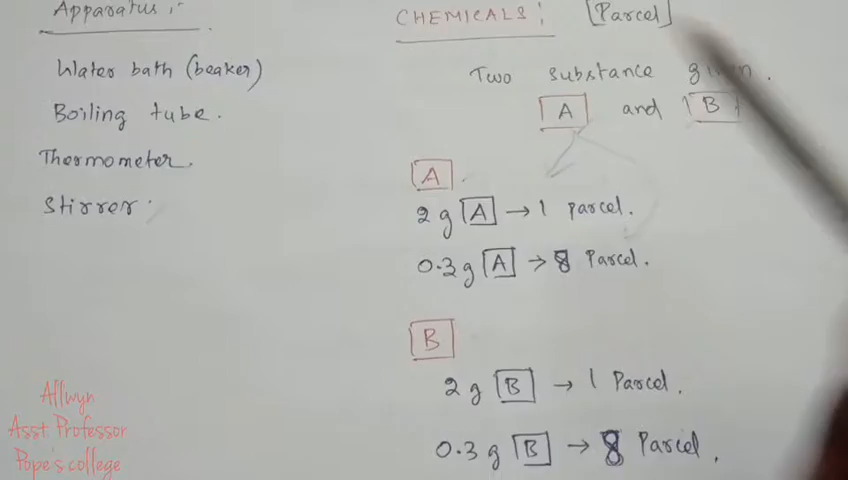 Apparatus :-
Water bath (beaker)
Boiling tube.
Thermometer.
Stirrer.
CHEMICALS: [Parcel]
Two substance given.
A and B
A
2 g A → 1 parcel.
0.3 g A → 8 Parcel.
B
2 g B → 1 Parcel.
0.3 g B → 8 Parcel.
Allwyn
Asst. Professor
Pope's college